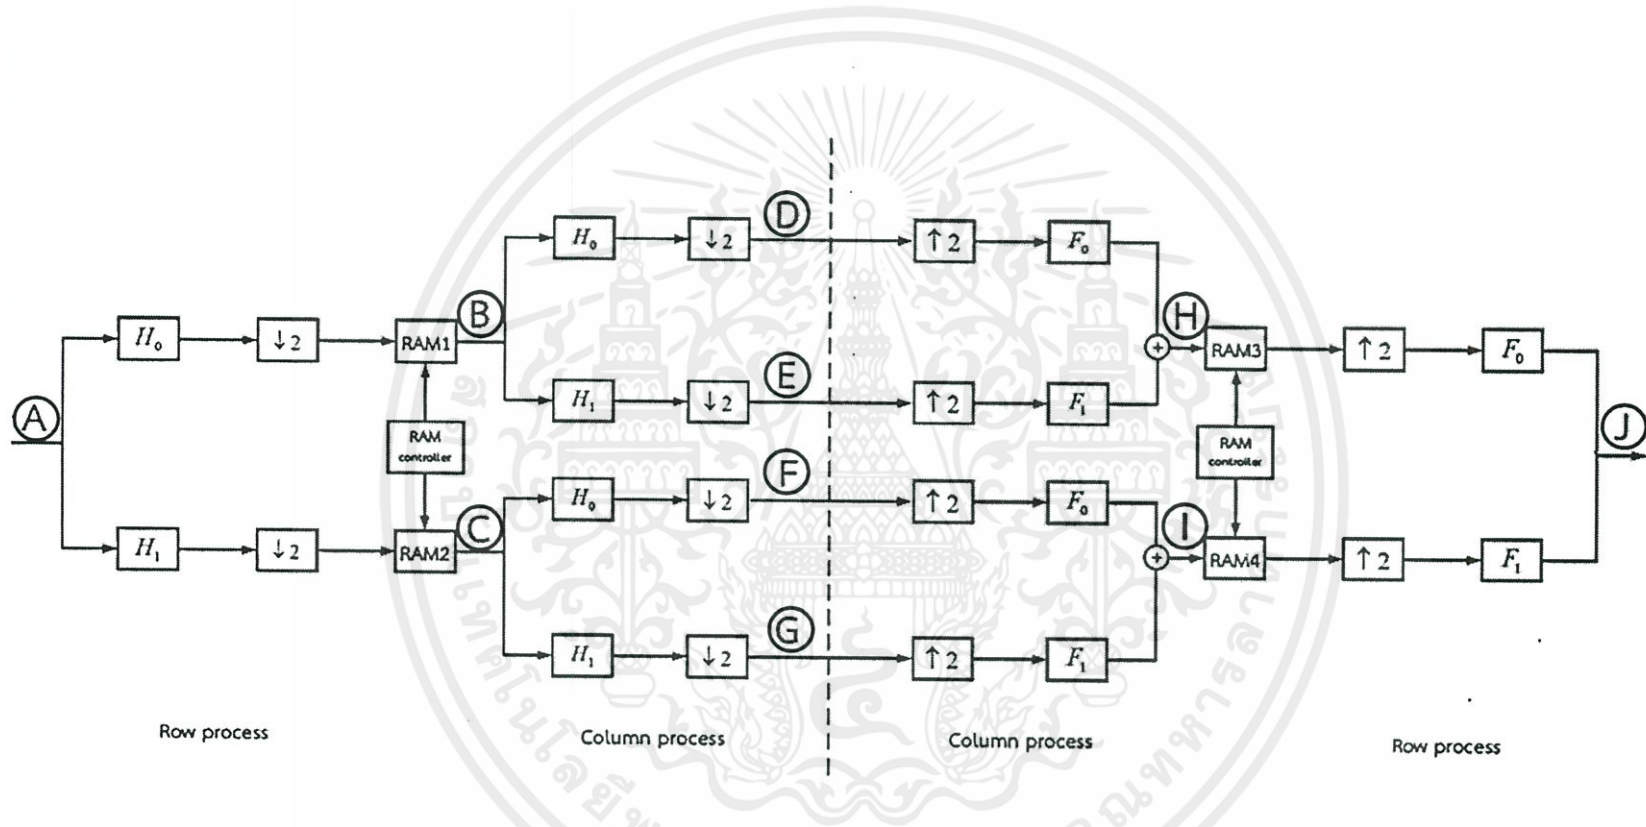 D
H₀
↓2
↑2
F₀
B
H
H₀
↓2
RAM1
RAM3
↑2
F₀
E
H₁
↓2
↑2
F₁
A
RAM
controller
RAM
controller
J
F
H₀
↓2
↑2
F₀
C
I
H₁
↓2
RAM2
RAM4
↑2
F₁
G
H₁
↓2
↑2
F₁
Row process
Column process
Column process
Row process